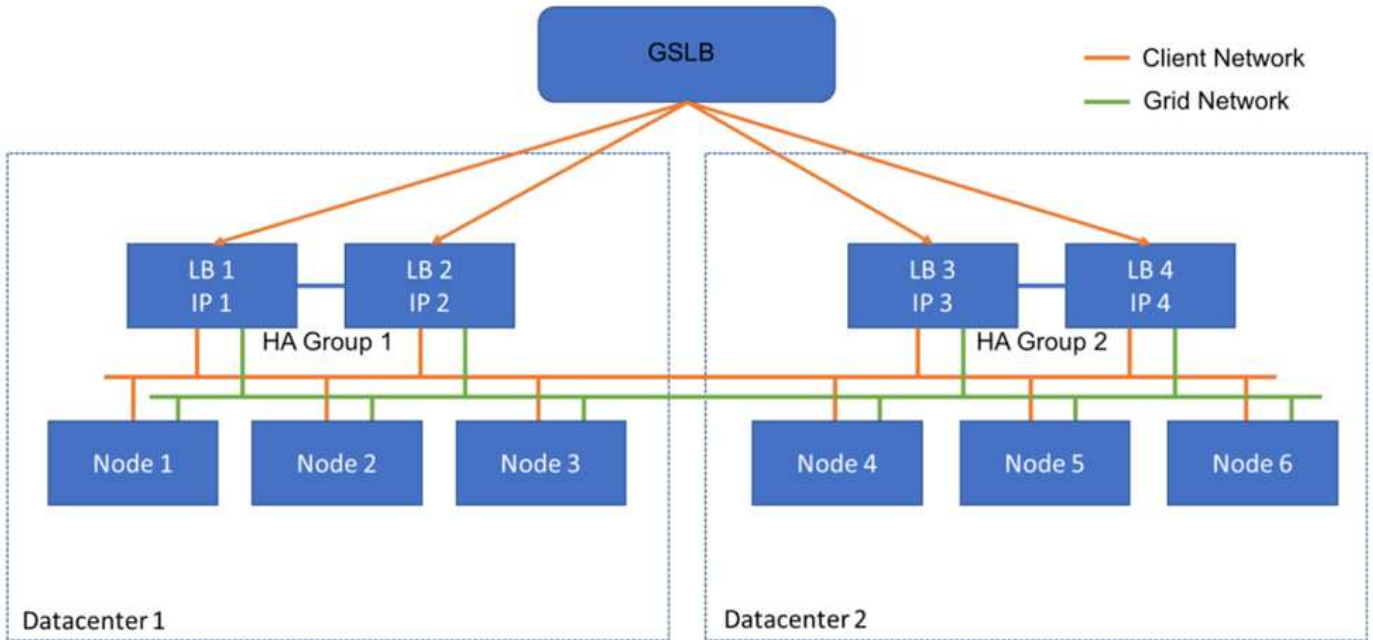 GSLB
Client Network
Grid Network
LB 1
IP 1
LB 2
IP 2
LB 3
IP 3
LB 4
IP 4
HA Group 1
HA Group 2
Node 1
Node 2
Node 3
Node 4
Node 5
Node 6
Datacenter 1
Datacenter 2